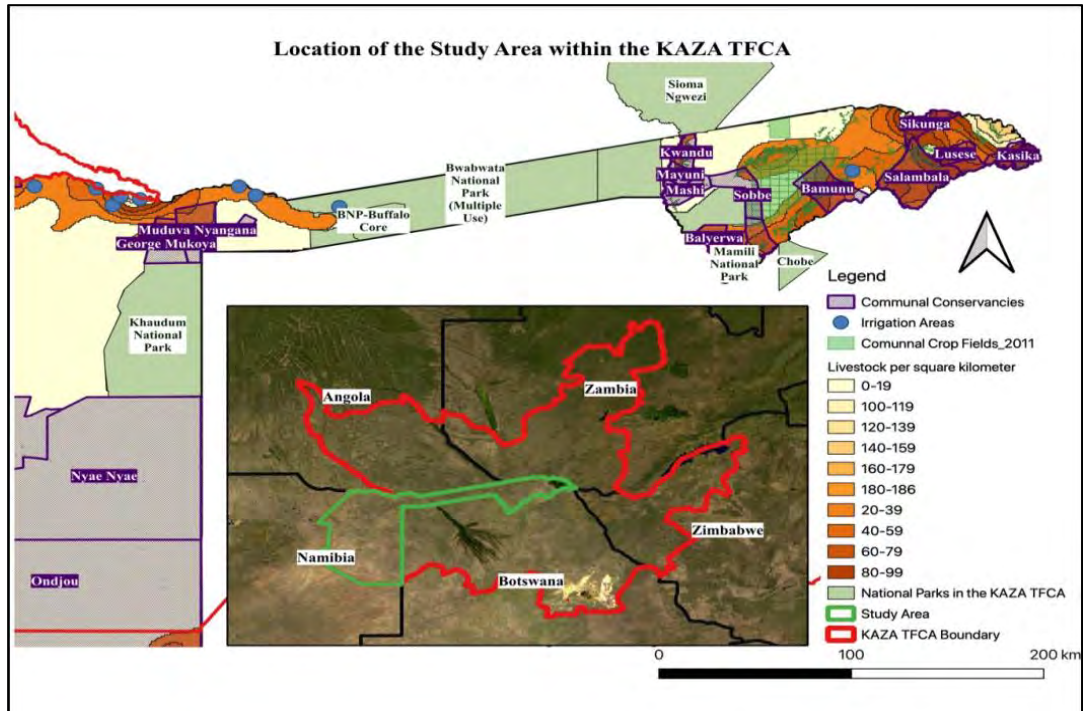 Location of the Study Area within the KAZA TFCA
Sioma
Ngwezi
Sikunga
Kwandu
Lusese
Kasika
Bwabwata
National
Park
(Multiple
Use)
Mayuni
Mashi
Salambala
Sobbe
Bamunu
BNP-Buffalo
Core
Muduva Nyangana
George Mukoya
Balyerwa
Mamili
National
Park
Chobe
Khaudum
National
Park
Nyae Nyae
Ondjou
Angola
Zambia
Namibia
Botswana
Zimbabwe
Legend
Communal Conservancies
Irrigation Areas
Comunnal Crop Fields_2011
Livestock per square kilometer
0-19
100-119
120-139
140-159
160-179
180-186
20-39
40-59
60-79
80-99
National Parks in the KAZA TFCA
Study Area
KAZA TFCA Boundary
0 100 200 km